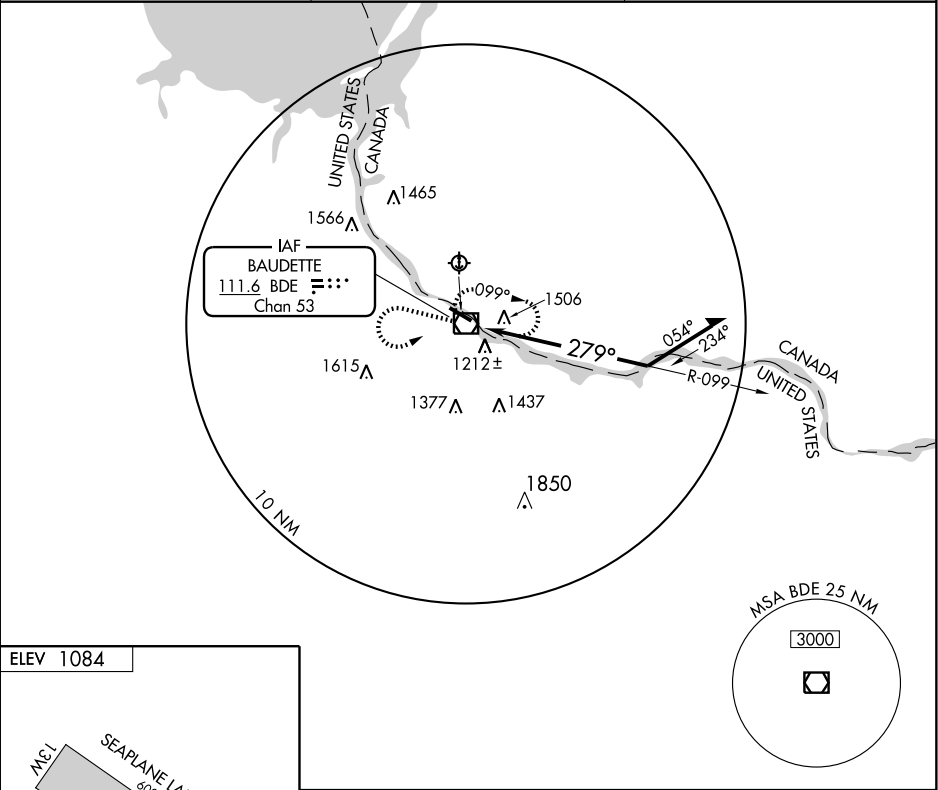 UNITED STATES
CANADA
1465
1566
IAF
BAUDETTE
111.6 BDE
Chan 53
099°
1506
1615
1212 ±
279°
054°
234°
R-099
CANADA
UNITED STATES
1377
1437
1850
10 NM
MSA BDE 25 NM
3000
ELEV 1084
13W